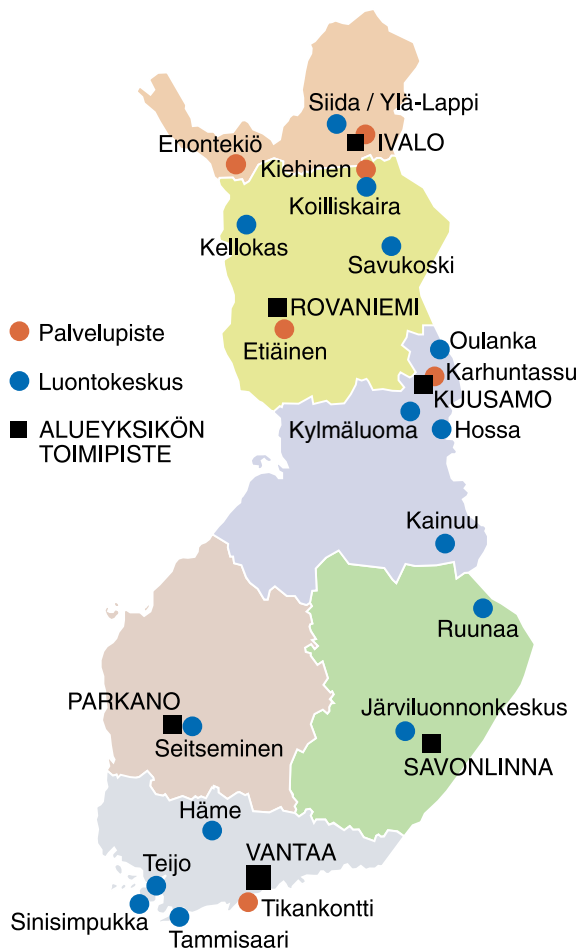 Siida / Ylä-Lappi
Enontekiö
IVALO
Kiehinen
Koilliskaira
Kellokas
Savukoski
ROVANIEMI
Etiäinen
Palvelupiste
Luontokeskus
ALUEYKSIKÖN
TOIMIPISTE
Oulanka
Karhuntassu
KUUSAMO
Kylmäluoma
Hossa
Kainuu
Ruunaa
PARKANO
Seitseminen
Järviluonnonkeskus
SAVONLINNA
Häme
VANTAA
Teijo
Sinisimpukka
Tikankontti
Tammisaari